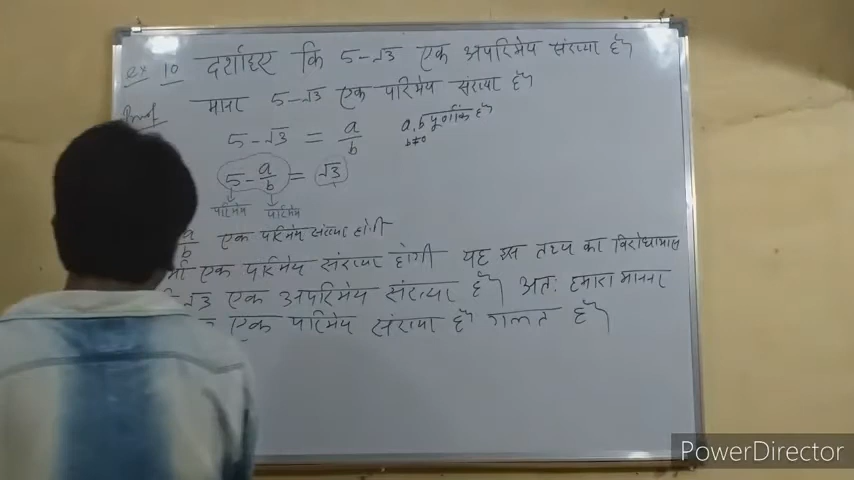 ex 10 दर्शाइए कि 5-√3 एक अपरिमेय संख्या है
Proof माना 5-√3 एक परिमेय संख्या है
5-√3 = a/b a,b पूर्णांक है
b≠0
5-a/b = √3
परिमेय परिमेय
a/b एक परिमेय संख्या होगी
भी एक परिमेय संख्या होगी यह इस तथ्य का विरोधाभास
√3 एक अपरिमेय संख्या है अतः हमारा मानना
एक परिमेय संख्या है गलत है
PowerDirector